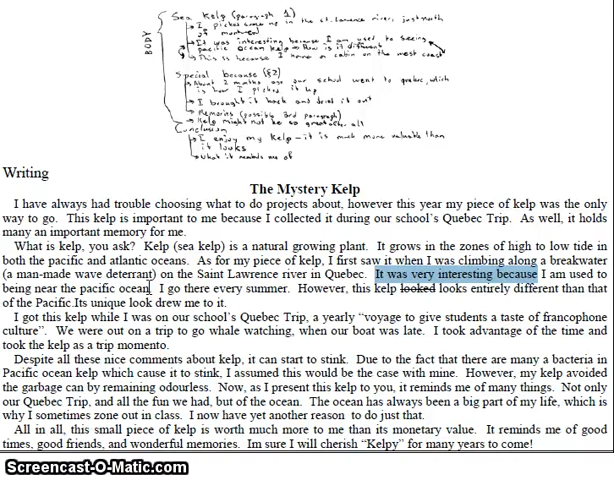 Sea Kelp (paragraph 1)
I picked some me in the st. Lawrence river, just north
of montreal
It was interesting because I am used to seeing
pacific ocean kelp How is it different
This is because I have a cabin on the west coast
BODY
Special because (¶2)
About 2 months ago our school went to quebec, which
is how I picked it up
I brought it back and dried it out
Memories (possibly 3rd paragraph)
Kelp might not be so great after all
Conclusion
I enjoy my kelp - it is much more valuable than
it looks
what it reminds me of
Writing
The Mystery Kelp
I have always had trouble choosing what to do projects about, however this year my piece of kelp was the only
way to go. This kelp is important to me because I collected it during our school's Quebec Trip. As well, it holds
many an important memory for me.
What is kelp, you ask? Kelp (sea kelp) is a natural growing plant. It grows in the zones of high to low tide in
both the pacific and atlantic oceans. As for my piece of kelp, I first saw it when I was climbing along a breakwater
(a man-made wave deterrant) on the Saint Lawrence river in Quebec. It was very interesting because I am used to
being near the pacific ocean. I go there every summer. However, this kelp looked looks entirely different than that
of the Pacific.Its unique look drew me to it.
I got this kelp while I was on our school's Quebec Trip, a yearly "voyage to give students a taste of francophone
culture". We were out on a trip to go whale watching, when our boat was late. I took advantage of the time and
took the kelp as a trip momento.
Despite all these nice comments about kelp, it can start to stink. Due to the fact that there are many a bacteria in
Pacific ocean kelp which cause it to stink, I assumed this would be the case with mine. However, my kelp avoided
the garbage can by remaining odourless. Now, as I present this kelp to you, it reminds me of many things. Not only
our Quebec Trip, and all the fun we had, but of the ocean. The ocean has always been a big part of my life, which is
why I sometimes zone out in class. I now have yet another reason to do just that.
All in all, this small piece of kelp is worth much more to me than its monetary value. It reminds me of good
times, good friends, and wonderful memories. Im sure I will cherish "Kelpy" for many years to come!
Screencast-O-Matic.com